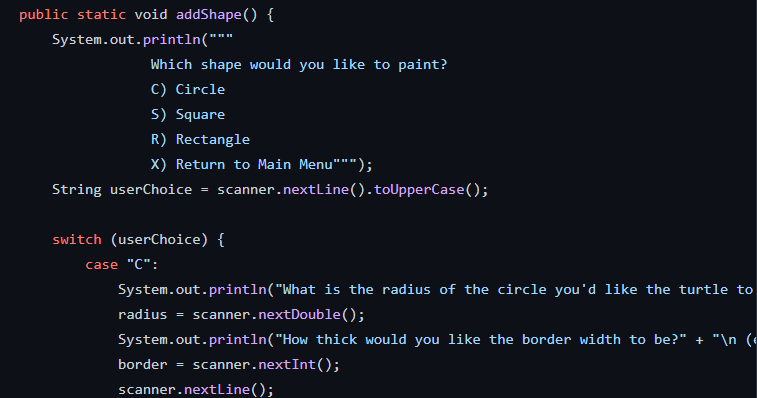 public static void addShape() {
System.out.println("""
Which shape would you like to paint?
C) Circle
S) Square
R) Rectangle
X) Return to Main Menu""");
String userChoice = scanner.nextLine().toUpperCase();
switch (userChoice) {
case "C":
System.out.println("What is the radius of the circle you'd like the turtle to
radius = scanner.nextDouble();
System.out.println("How thick would you like the border width to be?" + "\n (
border = scanner.nextInt();
scanner.nextLine();